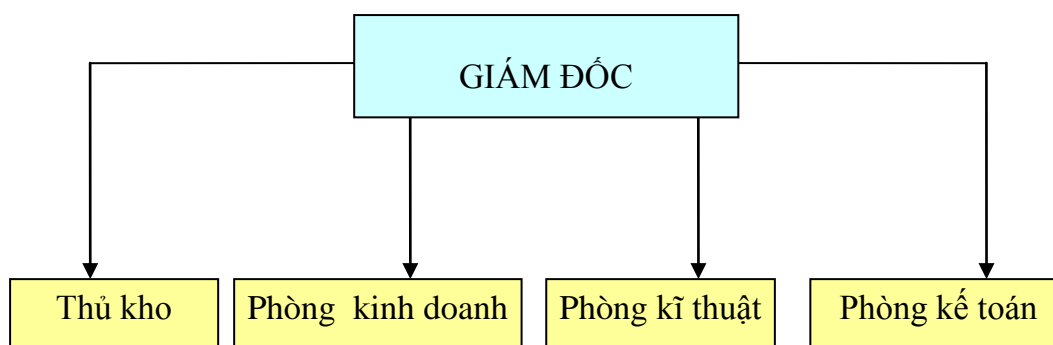 GIÁM ĐỐC
Thủ kho
Phòng kinh doanh
Phòng kĩ thuật
Phòng kế toán